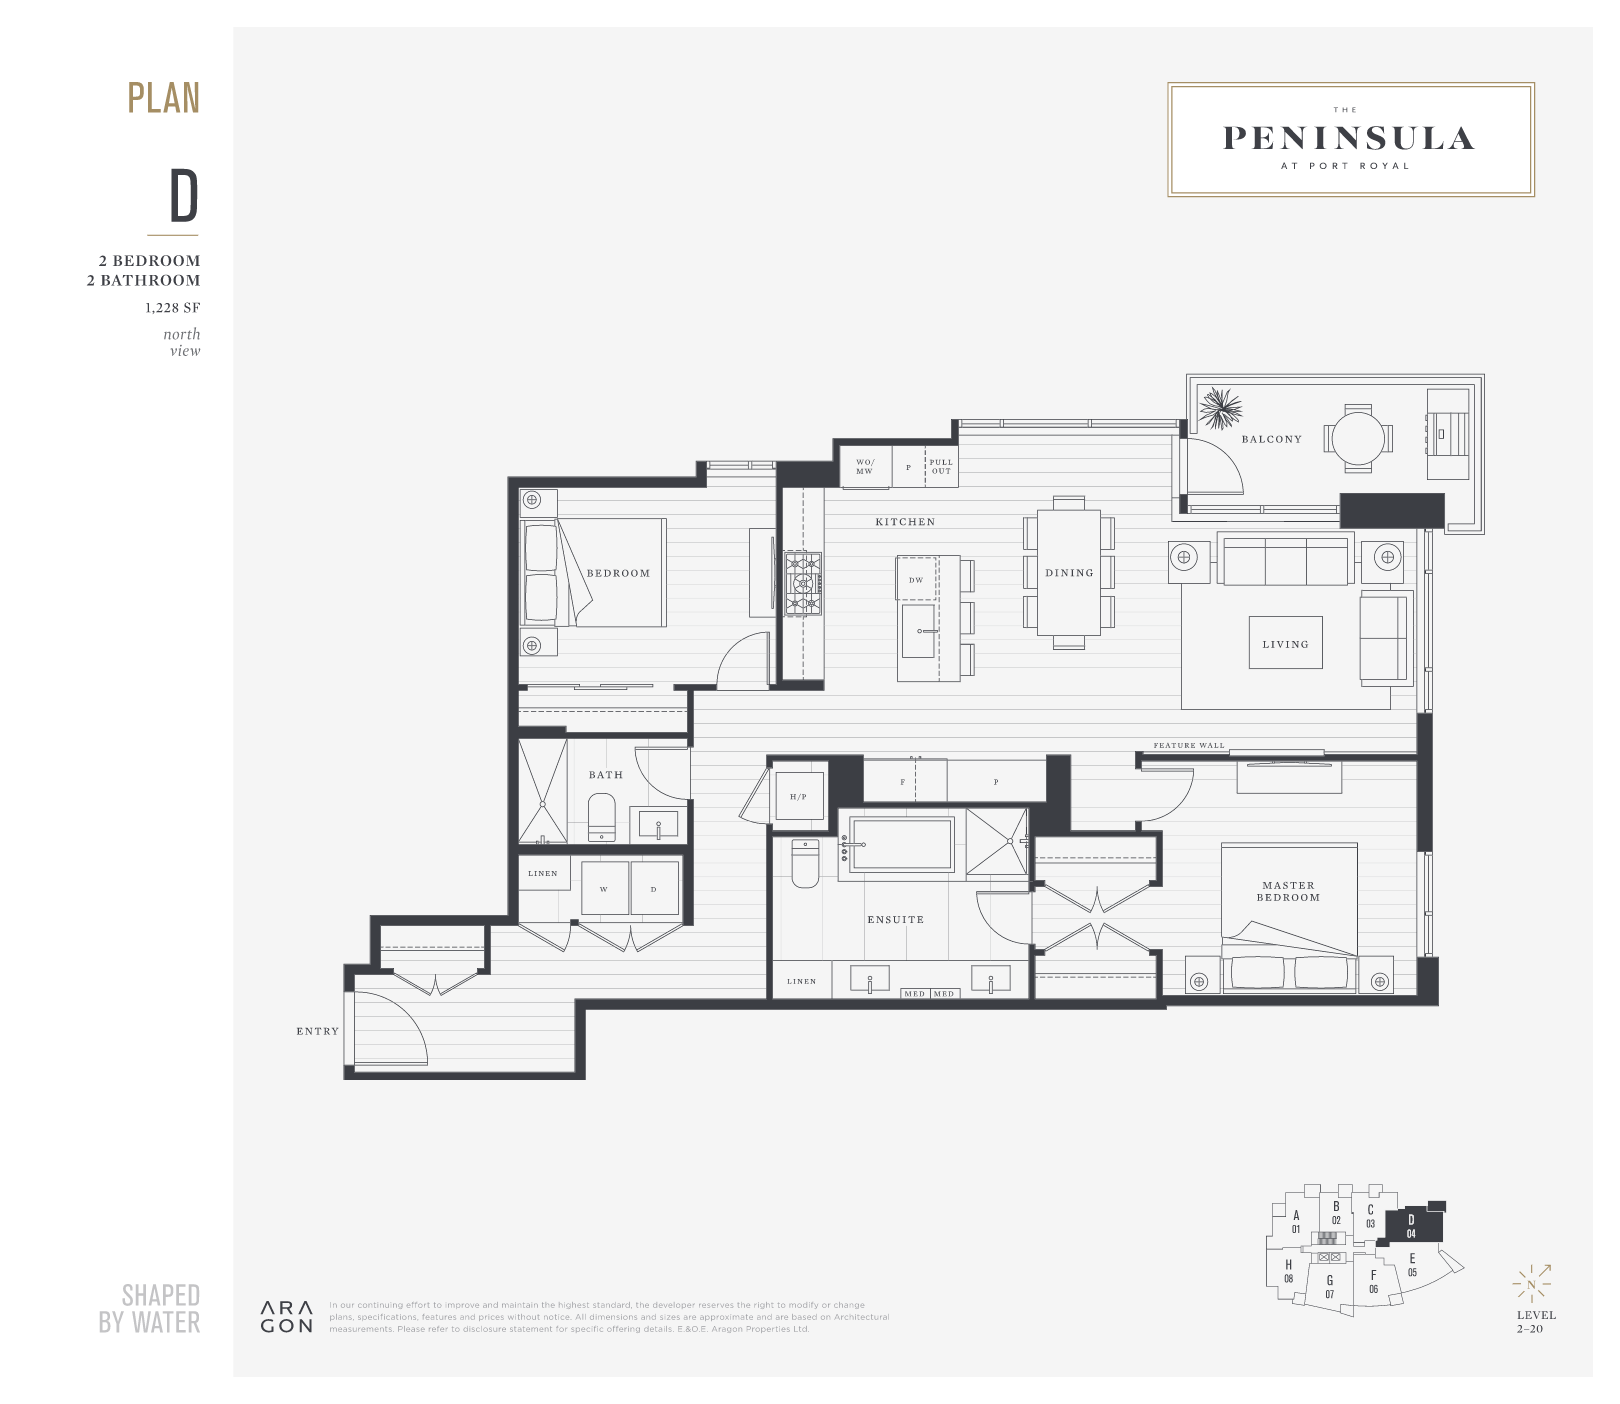 PLAN
D
2 BEDROOM
2 BATHROOM
1,228 SF
north
view
THE
PENINSULA
AT PORT ROYAL
BALCONY
WO/
MW
P
PULL
OUT
KITCHEN
BEDROOM
DW
DINING
LIVING
FEATURE WALL
BATH
H/P
F
P
LINEN
W
D
MASTER
BEDROOM
ENSUITE
LINEN
MED
MED
ENTRY
A
01
B
02
C
03
D
04
H
08
G
07
F
06
E
05
N
LEVEL
2–20
SHAPED
BY WATER
ARA
GON
In our continuing effort to improve and maintain the highest standard, the developer reserves the right to modify or change
plans, specifications, features and prices without notice. All dimensions and sizes are approximate and are based on Architectural
measurements. Please refer to disclosure statement for specific offering details. E.&O.E. Aragon Properties Ltd.